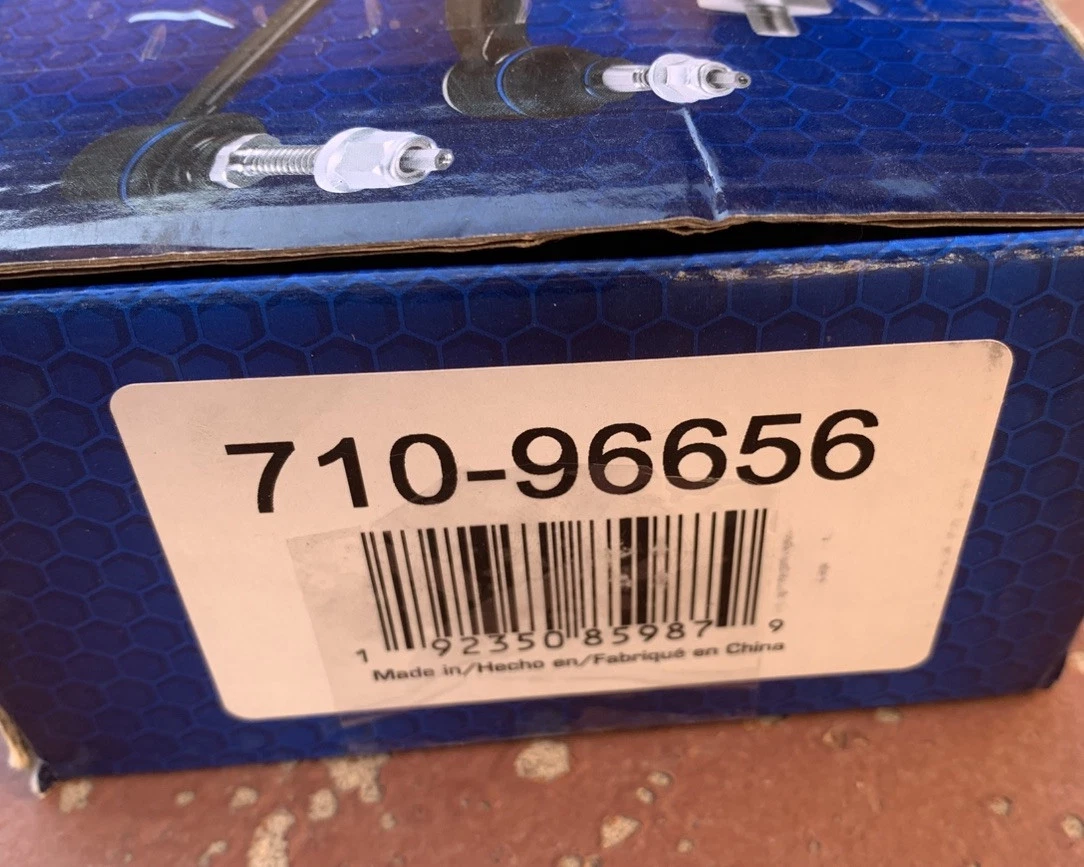 710-96656
1 92350 85987 9
Made in/Hecho en/Fabriqué en China